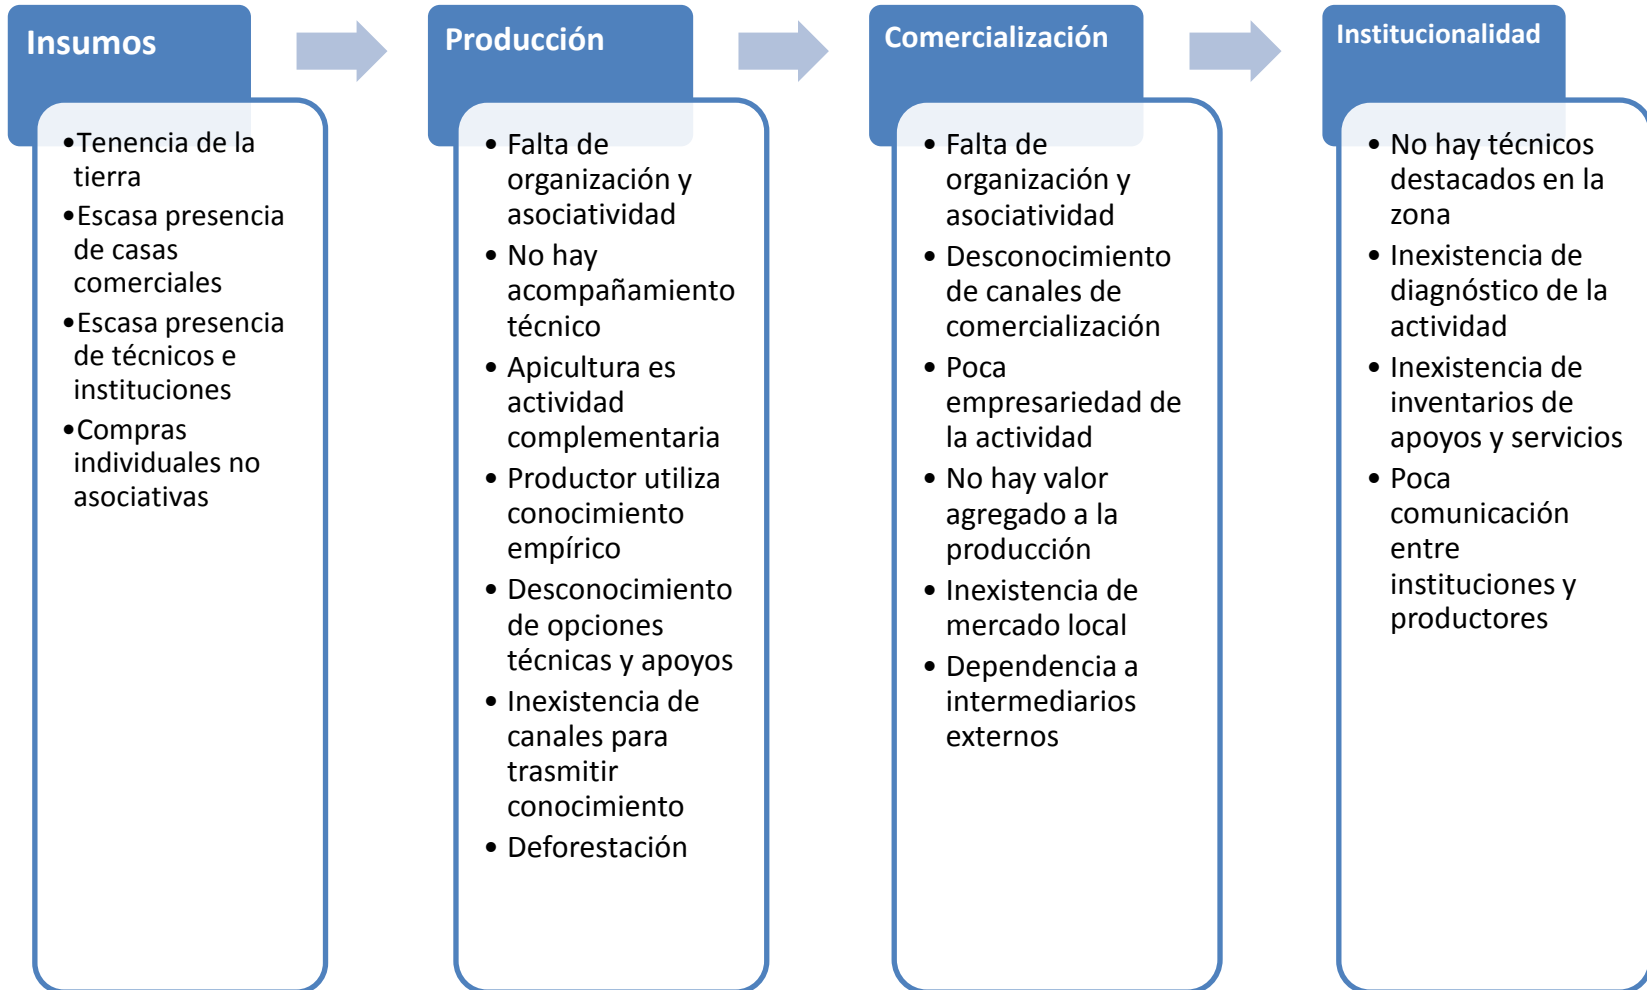 Insumos
•Tenencia de la
tierra
•Escasa presencia
de casas
comerciales
•Escasa presencia
de técnicos e
instituciones
•Compras
individuales no
asociativas
Producción
• Falta de
organización y
asociatividad
• No hay
acompañamiento
técnico
• Apicultura es
actividad
complementaria
• Productor utiliza
conocimiento
empírico
• Desconocimiento
de opciones
técnicas y apoyos
• Inexistencia de
canales para
trasmitir
conocimiento
• Deforestación
Comercialización
• Falta de
organización y
asociatividad
• Desconocimiento
de canales de
comercialización
• Poca
empresariedad de
la actividad
• No hay valor
agregado a la
producción
• Inexistencia de
mercado local
• Dependencia a
intermediarios
externos
Institucionalidad
• No hay técnicos
destacados en la
zona
• Inexistencia de
diagnóstico de la
actividad
• Inexistencia de
inventarios de
apoyos y servicios
• Poca
comunicación
entre
instituciones y
productores